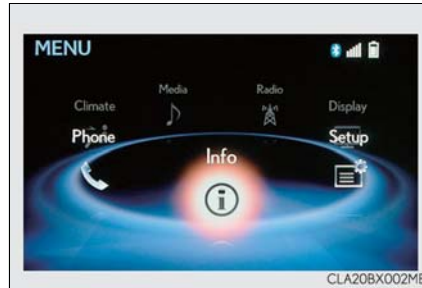 MENU
Media
Radio
Climate
Display
Phone
Setup
Info
CLA20BX002ME